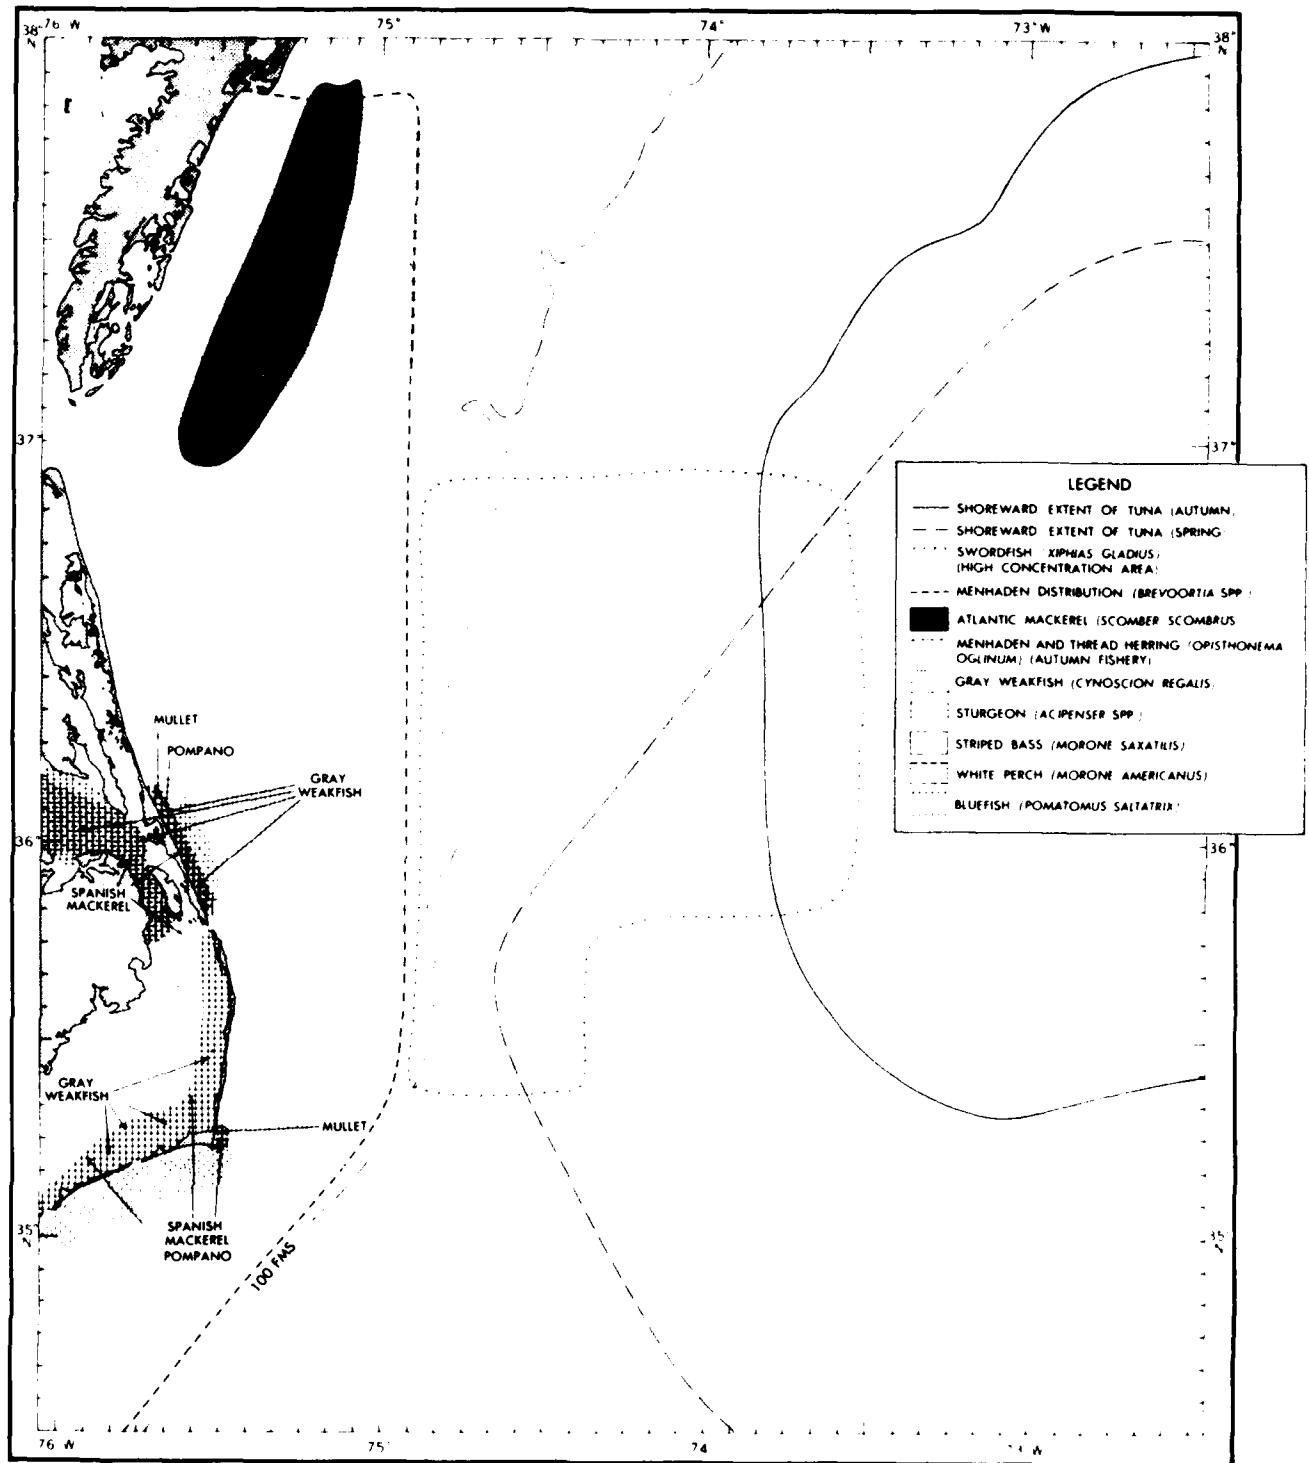 76 W 75° 74° 73°W
38° N
38° N
37°
37°
LEGEND
SHOREWARD EXTENT OF TUNA (AUTUMN)
SHOREWARD EXTENT OF TUNA (SPRING
SWORDFISH XIPHIAS GLADIUS)
(HIGH CONCENTRATION AREA)
MENHADEN DISTRIBUTION (BREVOORTIA SPP.)
ATLANTIC MACKEREL (SCOMBER SCOMBRUS
MENHADEN AND THREAD HERRING (OPISTHONEMA
OGLINUM) (AUTUMN FISHERY)
GRAY WEAKFISH (CYNOSCION REGALIS)
STURGEON (ACIPENSER SPP.)
STRIPED BASS (MORONE SAXATILIS)
WHITE PERCH (MORONE AMERICANUS)
BLUEFISH (POMATOMUS SALTATRIX)
MULLET
POMPANO
GRAY
WEAKFISH
36°
36°
SPANISH
MACKEREL
GRAY
WEAKFISH
MULLET
SPANISH
MACKEREL
POMPANO
35° N
35°
100 FMS
76 W 75° 74 W